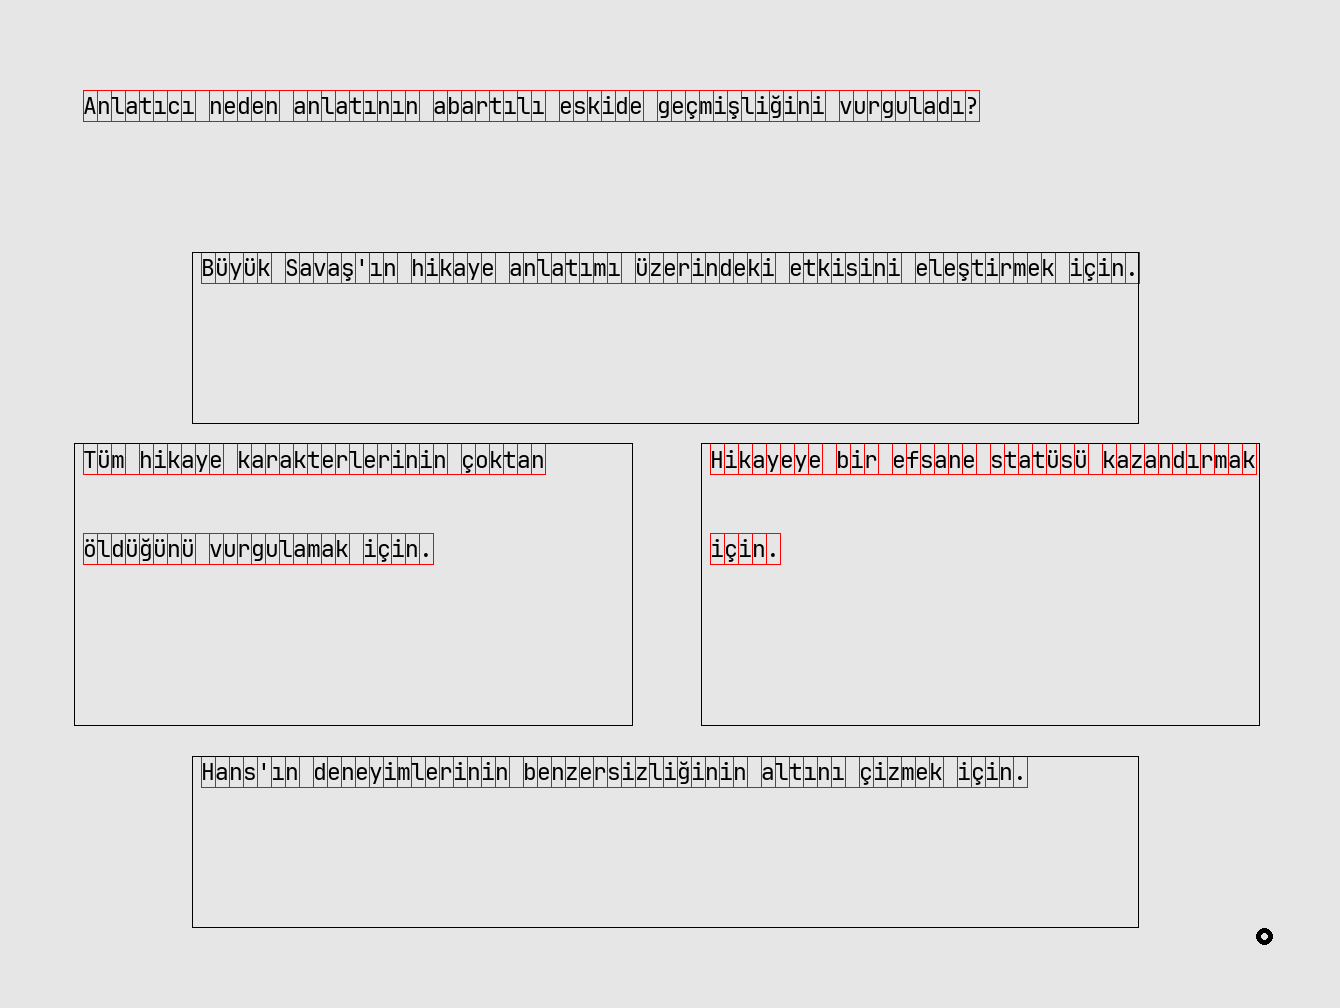 Anlatıcı neden anlatının abartılı eskide geçmişliğini vurguladı?
Büyük Savaş'ın hikaye anlatımı üzerindeki etkisini eleştirmek için.
Tüm hikaye karakterlerinin çoktan
öldüğünü vurgulamak için.
Hikayeye bir efsane statüsü kazandırmak
için.
Hans'ın deneyimlerinin benzersizliğinin altını çizmek için.